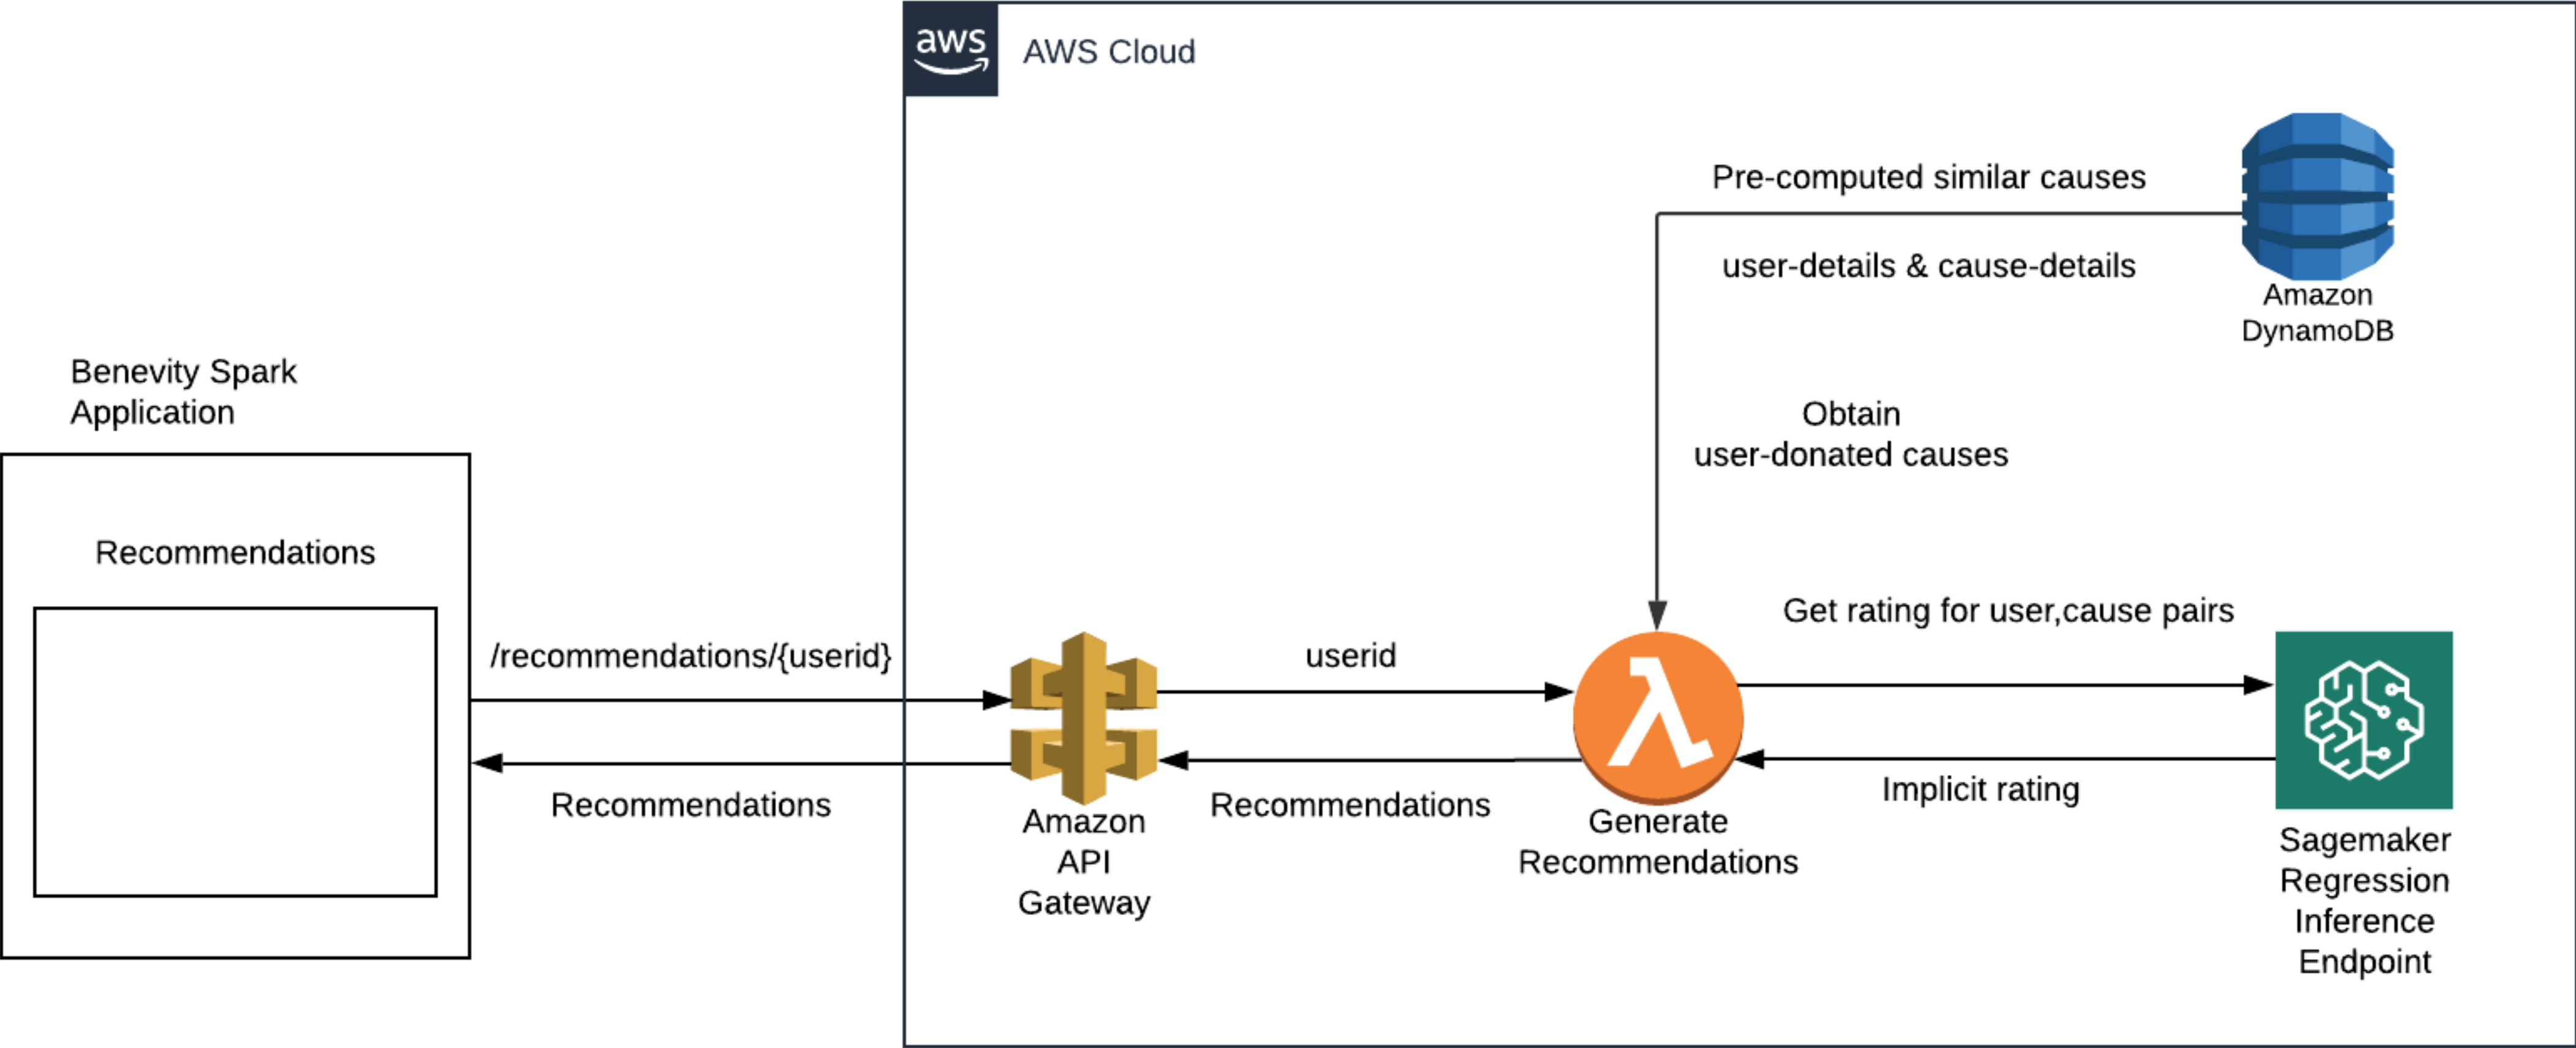 aws
AWS Cloud
Pre-computed similar causes
user-details & cause-details
Amazon
DynamoDB
Obtain
user-donated causes
Benevity Spark
Application
Recommendations
/recommendations/{userid}
Recommendations
Amazon
API
Gateway
userid
Recommendations
Generate
Recommendations
Get rating for user,cause pairs
Implicit rating
Sagemaker
Regression
Inference
Endpoint